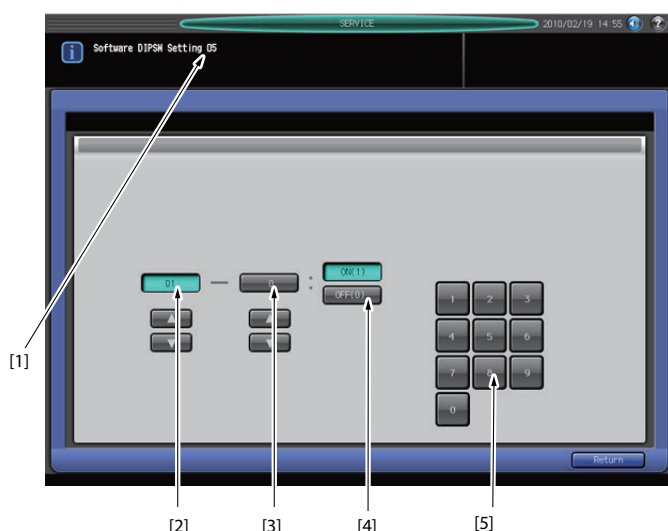 SERVICE
2010/02/19 14:55
Software DIPSW Setting 05
01 — 0 : ON(1)
OFF(0)
1 2 3
4 5 6
7 8 9
0
[1]
Return
[2] [3] [4] [5]